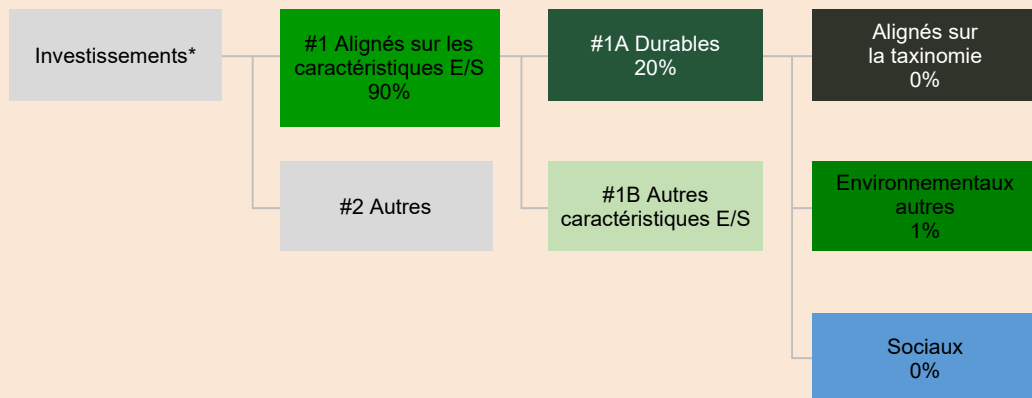 Investissements*
#1 Alignés sur les
caractéristiques E/S
90%
#1A Durables
20%
Alignés sur
la taxinomie
0%
#2 Autres
#1B Autres
caractéristiques E/S
Environnementaux
autres
1%
Sociaux
0%